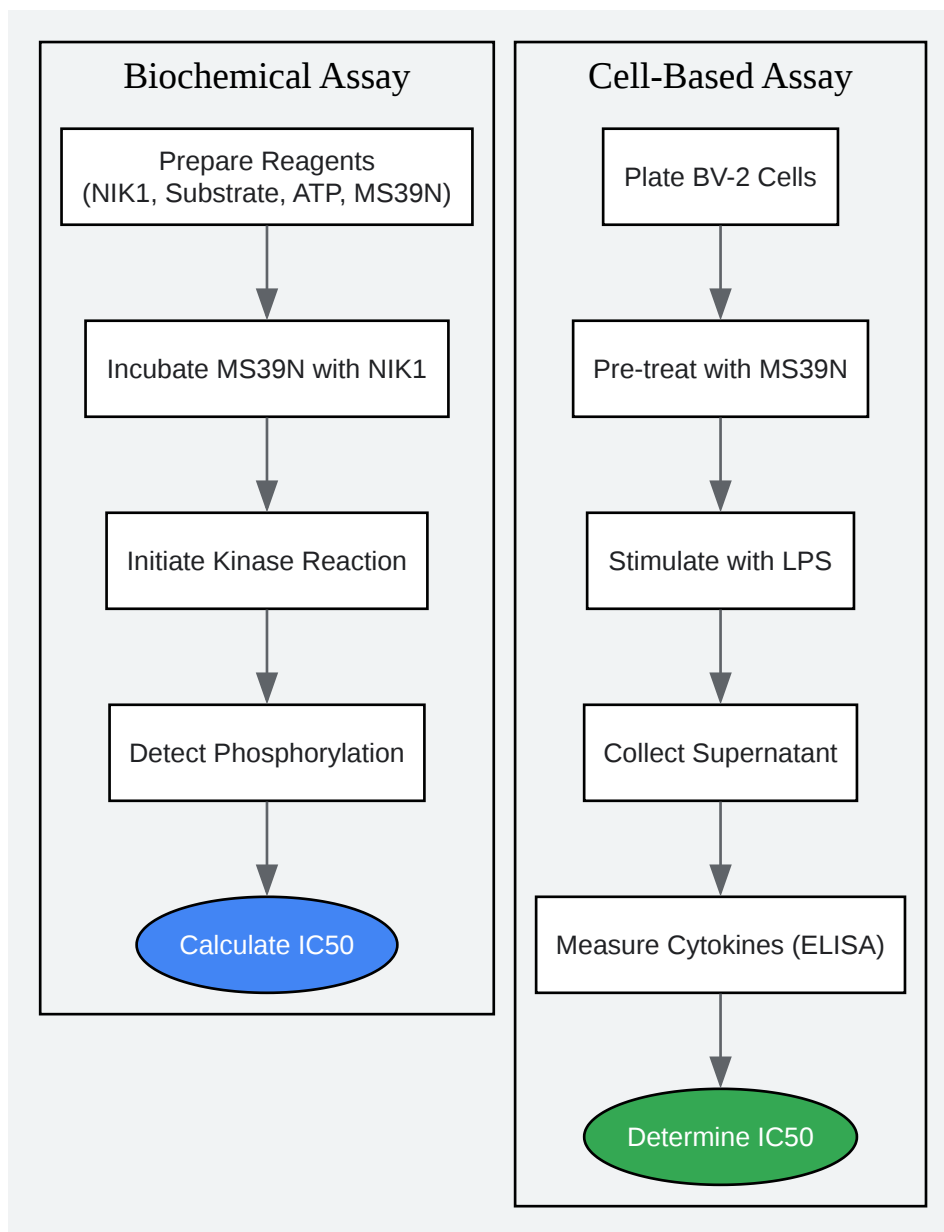 Biochemical Assay
Prepare Reagents
(NIK1, Substrate, ATP, MS39N)
Incubate MS39N with NIK1
Initiate Kinase Reaction
Detect Phosphorylation
Calculate IC50
Cell-Based Assay
Plate BV-2 Cells
Pre-treat with MS39N
Stimulate with LPS
Collect Supernatant
Measure Cytokines (ELISA)
Determine IC50